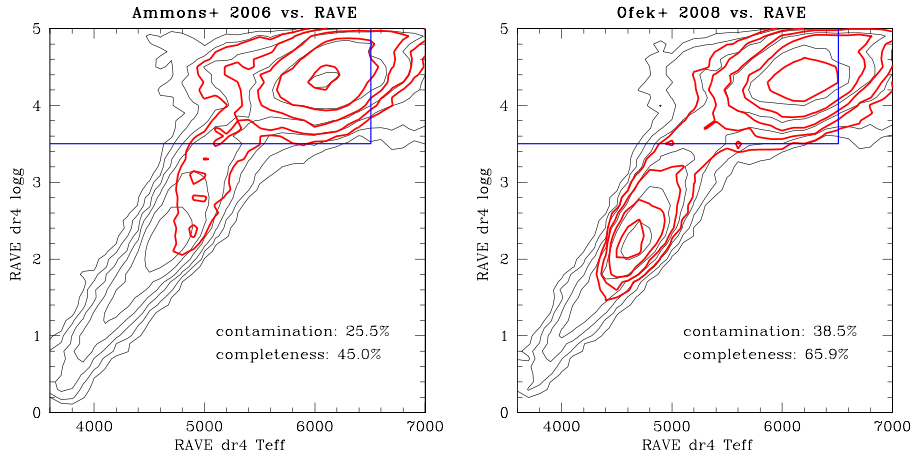 Ammons+ 2006 vs. RAVE
Ofek+ 2008 vs. RAVE
5
4
3
2
1
0
RAVE dr4 logg
contamination: 25.5%
completeness: 45.0%
4000
5000
6000
7000
RAVE dr4 Teff
5
4
3
2
1
0
RAVE dr4 logg
contamination: 38.5%
completeness: 65.9%
4000
5000
6000
7000
RAVE dr4 Teff